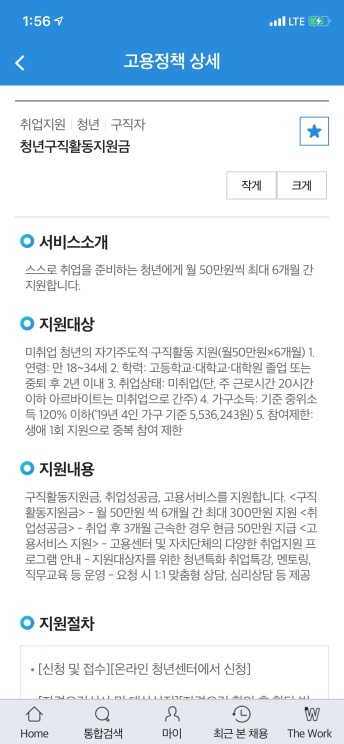 1:56
LTE
고용정책 상세
취업지원 | 청년 | 구직자
청년구직활동지원금
작게 크게
서비스소개
스스로 취업을 준비하는 청년에게 월 50만원씩 최대 6개월 간
지원합니다.
지원대상
미취업 청년의 자기주도적 구직활동 지원(월50만원×6개월) 1.
연령: 만 18~34세 2. 학력: 고등학교·대학교·대학원 졸업 또는
중퇴 후 2년 이내 3. 취업상태: 미취업(단, 주 근로시간 20시간
이하 아르바이트는 미취업으로 간주) 4. 가구소득: 기준 중위소
득 120% 이하('19년 4인 가구 기준 5,536,243원) 5. 참여제한:
생애 1회 지원으로 중복 참여 제한
지원내용
구직활동지원금, 취업성공금, 고용서비스를 지원합니다. <구직
활동지원금> - 월 50만원 씩 6개월 간 최대 300만원 지원 <취
업성공금> - 취업 후 3개월 근속한 경우 현금 50만원 지급 <고
용서비스 지원> - 고용센터 및 자치단체의 다양한 취업지원 프
로그램 안내 - 지원대상자를 위한 청년특화 취업특강, 멘토링,
직무교육 등 운영 - 요청 시 1:1 맞춤형 상담, 심리상담 등 제공
지원절차
• [신청 및 접수][온라인 청년센터에서 신청]
Home 통합검색 마이 최근 본 채용 The Work